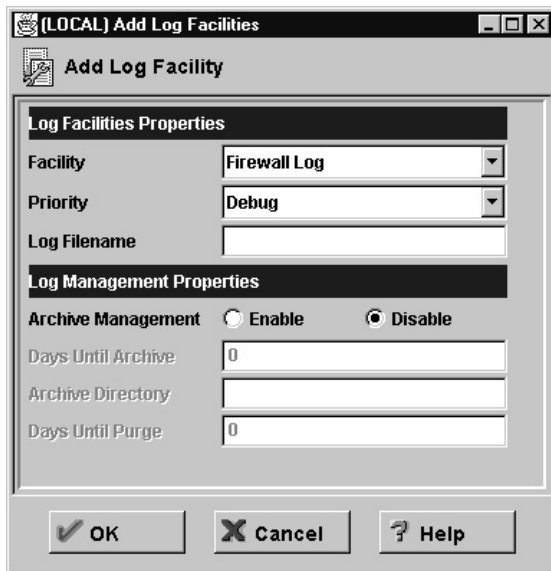 (LOCAL) Add Log Facilities
Add Log Facility
Log Facilities Properties
Facility Firewall Log
Priority Debug
Log Filename
Log Management Properties
Archive Management Enable Disable
Days Until Archive 0
Archive Directory
Days Until Purge 0
OK Cancel Help